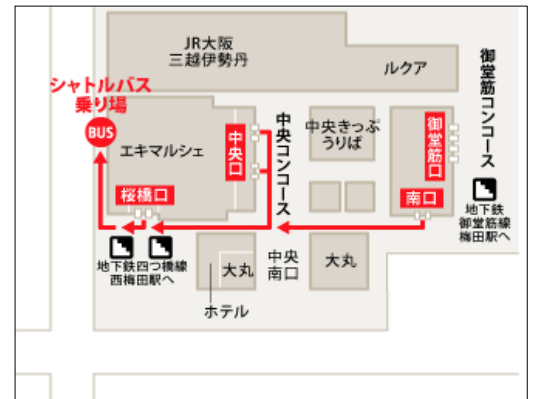 JR大阪
三越伊勢丹
ルクア
御堂筋コンコース
シャトルバス
乗り場
BUS
エキマルシェ
中央口
中央コンコース
中央きっぷ
うりば
御堂筋口
桜橋口
南口
地下鉄
御堂筋線
梅田駅へ
地下鉄四つ橋線
西梅田駅へ
大丸
ホテル
中央
南口
大丸